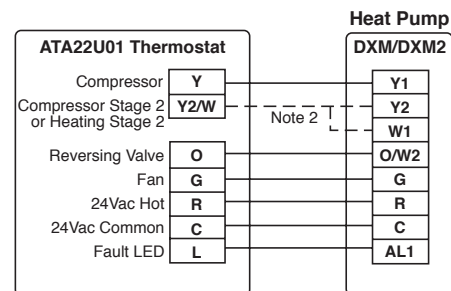 Heat Pump
ATA22U01 Thermostat DXM/DXM2
Compressor Y Y1
Compressor Stage 2 Y2/W Note 2 Y2
or Heating Stage 2 W1
Reversing Valve O O/W2
Fan G G
24Vac Hot R R
24Vac Common C C
Fault LED L AL1